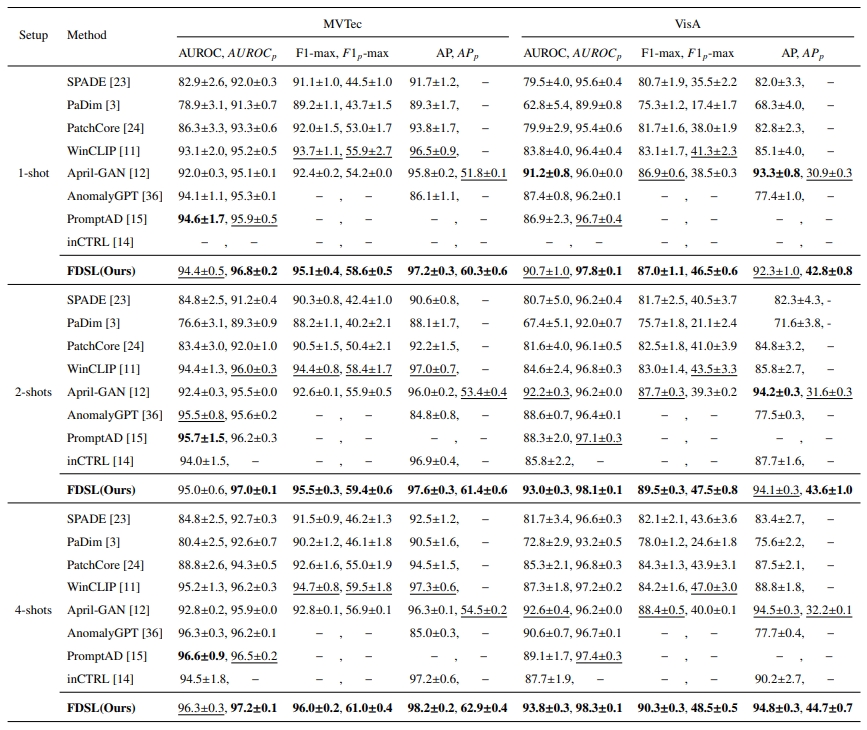 MVTec VisA
Setup Method
AUROC, AUROCp F1-max, F1p-max AP, APp AUROC, AUROCp F1-max, F1p-max AP, APp
SPADE [23] 82.9±2.6, 92.0±0.3 91.1±1.0, 44.5±1.0 91.7±1.2, – 79.5±4.0, 95.6±0.4 80.7±1.9, 35.5±2.2 82.0±3.3, –
PaDim [3] 78.9±3.1, 91.3±0.7 89.2±1.1, 43.7±1.5 89.3±1.7, – 62.8±5.4, 89.9±0.8 75.3±1.2, 17.4±1.7 68.3±4.0, –
PatchCore [24] 86.3±3.3, 93.3±0.6 92.0±1.5, 53.0±1.7 93.8±1.7, – 79.9±2.9, 95.4±0.6 81.7±1.6, 38.0±1.9 82.8±2.3, –
WinCLIP [11] 93.1±2.0, 95.2±0.5 93.7±1.1, 55.9±2.7 96.5±0.9, – 83.8±4.0, 96.4±0.4 83.1±1.7, 41.3±2.3 85.1±4.0, –
1-shot April-GAN [12] 92.0±0.3, 95.1±0.1 92.4±0.2, 54.2±0.0 95.8±0.2, 51.8±0.1 91.2±0.8, 96.0±0.0 86.9±0.6, 38.5±0.3 93.3±0.8, 30.9±0.3
AnomalyGPT [36] 94.1±1.1, 95.3±0.1 – , – 86.1±1.1, – 87.4±0.8, 96.2±0.1 – , – 77.4±1.0, –
PromptAD [15] 94.6±1.7, 95.9±0.5 – , – – , – 86.9±2.3, 96.7±0.4 – , – – , –
inCTRL [14] – , – – , – – , – – , – – , – – , –
FDSL(Ours) 94.4±0.5, 96.8±0.2 95.1±0.4, 58.6±0.5 97.2±0.3, 60.3±0.6 90.7±1.0, 97.8±0.1 87.0±1.1, 46.5±0.6 92.3±1.0, 42.8±0.8
SPADE [23] 84.8±2.5, 91.2±0.4 90.3±0.8, 42.4±1.0 90.6±0.8, – 80.7±5.0, 96.2±0.4 81.7±2.5, 40.5±3.7 82.3±4.3, -
PaDim [3] 76.6±3.1, 89.3±0.9 88.2±1.1, 40.2±2.1 88.1±1.7, – 67.4±5.1, 92.0±0.7 75.7±1.8, 21.1±2.4 71.6±3.8, -
PatchCore [24] 83.4±3.0, 92.0±1.0 90.5±1.5, 50.4±2.1 92.2±1.5, – 81.6±4.0, 96.1±0.5 82.5±1.8, 41.0±3.9 84.8±3.2, –
WinCLIP [11] 94.4±1.3, 96.0±0.3 94.4±0.8, 58.4±1.7 97.0±0.7, – 84.6±2.4, 96.8±0.3 83.0±1.4, 43.5±3.3 85.8±2.7, –
2-shots April-GAN [12] 92.4±0.3, 95.5±0.0 92.6±0.1, 55.9±0.5 96.0±0.2, 53.4±0.4 92.2±0.3, 96.2±0.0 87.7±0.3, 39.3±0.2 94.2±0.3, 31.6±0.3
AnomalyGPT [36] 95.5±0.8, 95.6±0.2 – , – 84.8±0.8, – 88.6±0.7, 96.4±0.1 – , – 77.5±0.3, –
PromptAD [15] 95.7±1.5, 96.2±0.3 – , – – , – 88.3±2.0, 97.1±0.3 – , – – , –
inCTRL [14] 94.0±1.5, – – , – 96.9±0.4, – 85.8±2.2, – – , – 87.7±1.6, –
FDSL(Ours) 95.0±0.6, 97.0±0.1 95.5±0.3, 59.4±0.6 97.6±0.3, 61.4±0.6 93.0±0.3, 98.1±0.1 89.5±0.3, 47.5±0.8 94.1±0.3, 43.6±1.0
SPADE [23] 84.8±2.5, 92.7±0.3 91.5±0.9, 46.2±1.3 92.5±1.2, – 81.7±3.4, 96.6±0.3 82.1±2.1, 43.6±3.6 83.4±2.7, –
PaDim [3] 80.4±2.5, 92.6±0.7 90.2±1.2, 46.1±1.8 90.5±1.6, – 72.8±2.9, 93.2±0.5 78.0±1.2, 24.6±1.8 75.6±2.2, –
PatchCore [24] 88.8±2.6, 94.3±0.5 92.6±1.6, 55.0±1.9 94.5±1.5, – 85.3±2.1, 96.8±0.3 84.3±1.3, 43.9±3.1 87.5±2.1, –
WinCLIP [11] 95.2±1.3, 96.2±0.3 94.7±0.8, 59.5±1.8 97.3±0.6, – 87.3±1.8, 97.2±0.2 84.2±1.6, 47.0±3.0 88.8±1.8, –
4-shots April-GAN [12] 92.8±0.2, 95.9±0.0 92.8±0.1, 56.9±0.1 96.3±0.1, 54.5±0.2 92.6±0.4, 96.2±0.0 88.4±0.5, 40.0±0.1 94.5±0.3, 32.2±0.1
AnomalyGPT [36] 96.3±0.3, 96.2±0.1 – , – 85.0±0.3, – 90.6±0.7, 96.7±0.1 – , – 77.7±0.4, –
PromptAD [15] 96.6±0.9, 96.5±0.2 – , – – , – 89.1±1.7, 97.4±0.3 – , – – , –
inCTRL [14] 94.5±1.8, – – , – 97.2±0.6, – 87.7±1.9, – – , – 90.2±2.7, –
FDSL(Ours) 96.3±0.3, 97.2±0.1 96.0±0.2, 61.0±0.4 98.2±0.2, 62.9±0.4 93.8±0.3, 98.3±0.1 90.3±0.3, 48.5±0.5 94.8±0.3, 44.7±0.7